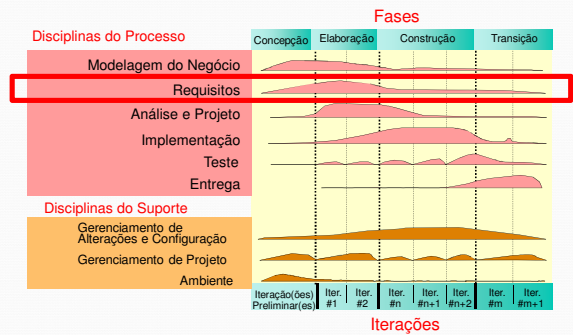 Fases
Disciplinas do Processo
Concepção Elaboração Construção Transição
Modelagem do Negócio
Requisitos
Análise e Projeto
Implementação
Teste
Entrega
Disciplinas do Suporte
Gerenciamento de
Alterações e Configuração
Gerenciamento de Projeto
Ambiente
Iteração(ões) Iter. Iter. Iter. Iter. Iter. Iter. Iter.
Preliminar(es) #1 #2 #n #n+1 #n+2 #m #m+1
Iterações